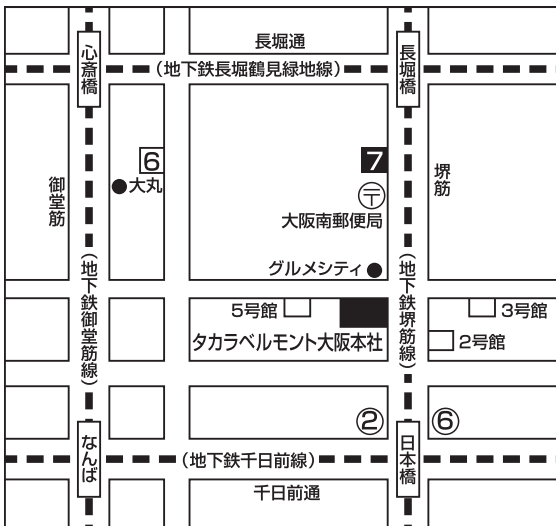 長堀通
心斎橋
(地下鉄長堀鶴見緑地線)
長堀橋
6
大丸
7
〒
大阪南郵便局
御堂筋
堺筋
グルメシティ
(地下鉄御堂筋線)
(地下鉄堺筋線)
5号館
3号館
タカラベルモント大阪本社
2号館
②
⑥
なんば
(地下鉄千日前線)
日本橋
千日前通